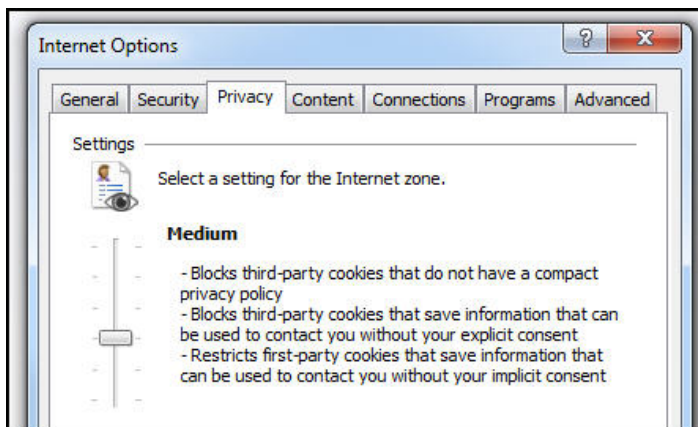 Internet Options
General Security Privacy Content Connections Programs Advanced
Settings
Select a setting for the Internet zone.
Medium
- Blocks third-party cookies that do not have a compact
privacy policy
- Blocks third-party cookies that save information that can
be used to contact you without your explicit consent
- Restricts first-party cookies that save information that
can be used to contact you without your implicit consent